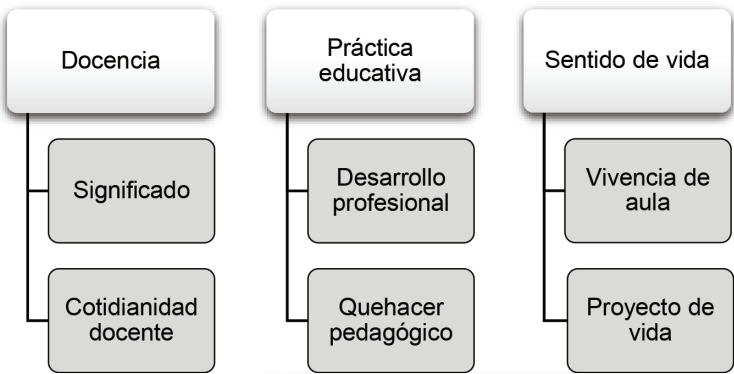 Docencia
Significado
Cotidianidad
docente
Práctica
educativa
Desarrollo
profesional
Quehacer
pedagógico
Sentido de vida
Vivencia de
aula
Proyecto de
vida